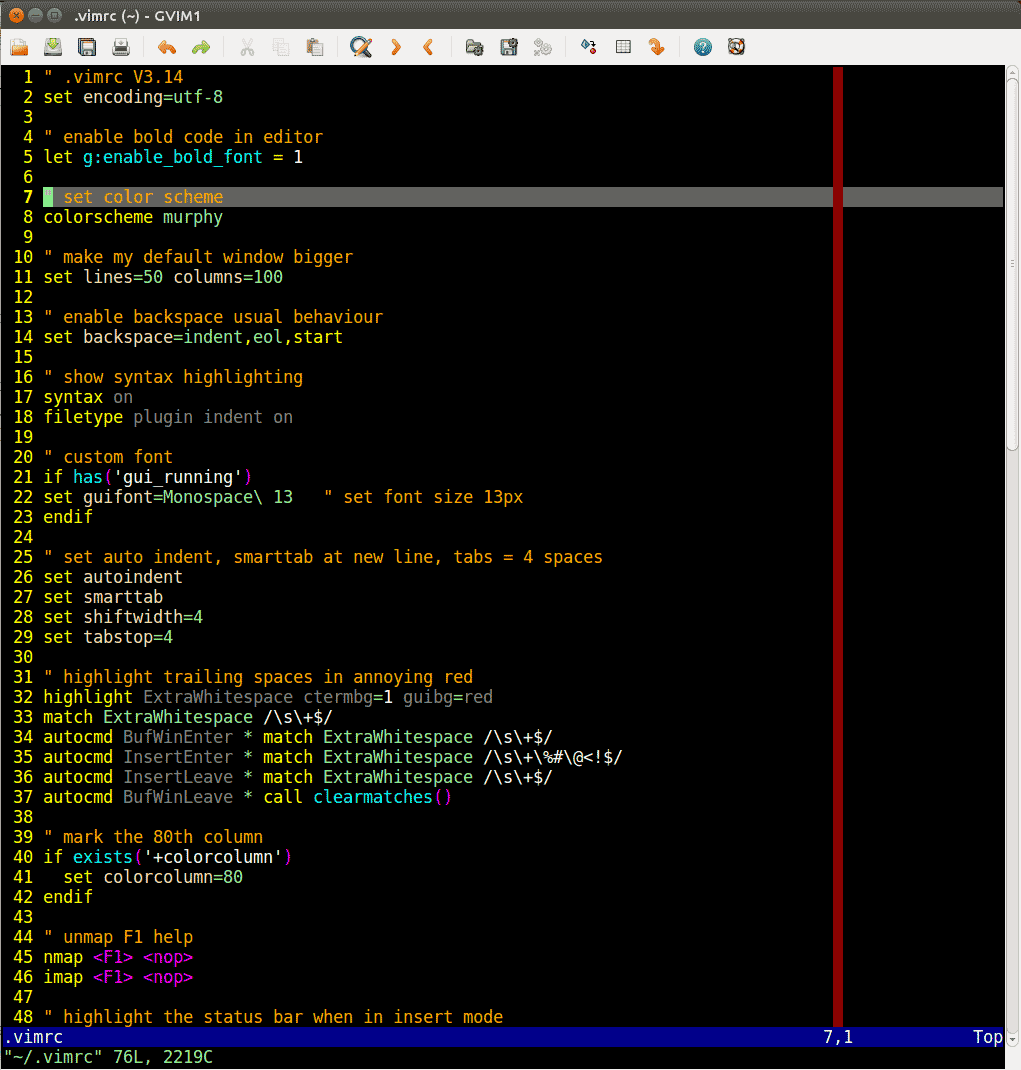 .vimrc (~) - GVIM1
1 " .vimrc V3.14
2 set encoding=utf-8
3
4 " enable bold code in editor
5 let g:enable_bold_font = 1
6
7 " set color scheme
8 colorscheme murphy
9
10 " make my default window bigger
11 set lines=50 columns=100
12
13 " enable backspace usual behaviour
14 set backspace=indent,eol,start
15
16 " show syntax highlighting
17 syntax on
18 filetype plugin indent on
19
20 " custom font
21 if has('gui_running')
22 set guifont=Monospace\ 13   " set font size 13px
23 endif
24
25 " set auto indent, smarttab at new line, tabs = 4 spaces
26 set autoindent
27 set smarttab
28 set shiftwidth=4
29 set tabstop=4
30
31 " highlight trailing spaces in annoying red
32 highlight ExtraWhitespace ctermbg=1 guibg=red
33 match ExtraWhitespace /\s\+$/
34 autocmd BufWinEnter * match ExtraWhitespace /\s\+$/
35 autocmd InsertEnter * match ExtraWhitespace /\s\+\%#\@<!$/
36 autocmd InsertLeave * match ExtraWhitespace /\s\+$/
37 autocmd BufWinLeave * call clearmatches()
38
39 " mark the 80th column
40 if exists('+colorcolumn')
41   set colorcolumn=80
42 endif
43
44 " unmap F1 help
45 nmap <F1> <nop>
46 imap <F1> <nop>
47
48 " highlight the status bar when in insert mode
.vimrc 7,1 Top
"~/.vimrc" 76L, 2219C